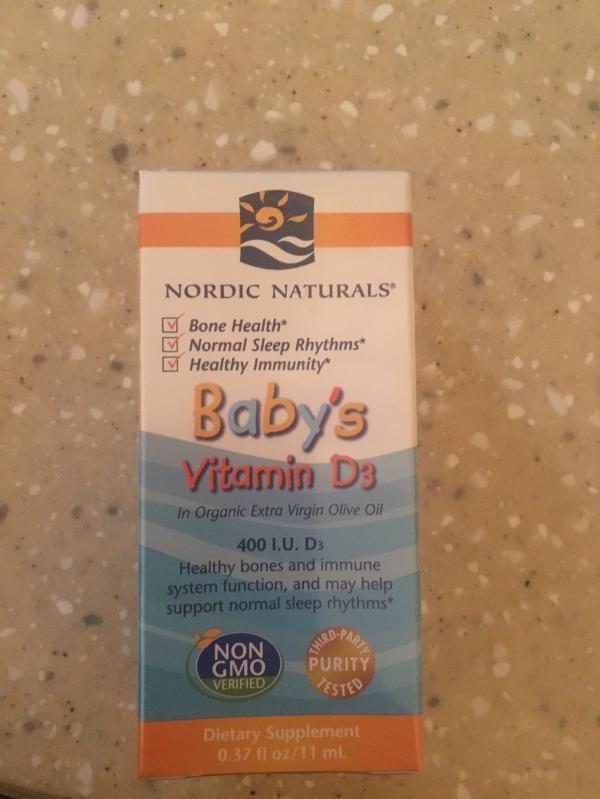 NORDIC NATURALS®
Bone Health*
Normal Sleep Rhythms*
Healthy Immunity*
Baby's
Vitamin D3
In Organic Extra Virgin Olive Oil
400 I.U. D3
Healthy bones and immune
system function, and may help
support normal sleep rhythms*
NON
GMO
VERIFIED
THIRD-PARTY
PURITY
TESTED
Dietary Supplement
0.37 fl oz/11 mL